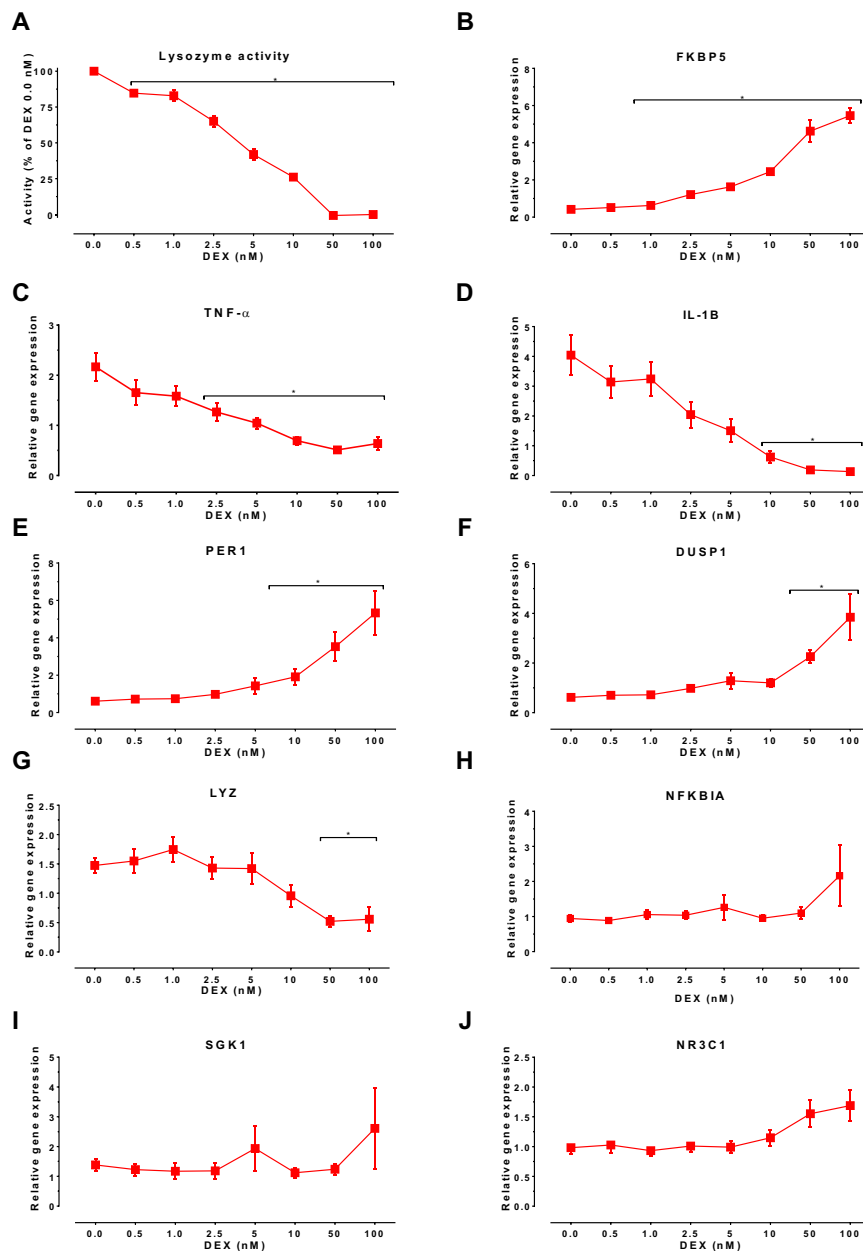 A
Lysozyme activity
Activity (% of DEX 0.0 nM)
100
75
50
25
0
*
0.0 0.5 1.0 2.5 5 10 50 100
DEX (nM)
B
FKBP5
Relative gene expression
8
6
4
2
0
*
0.0 0.5 1.0 2.5 5 10 50 100
DEX (nM)
C
TNF-α
Relative gene expression
3
2
1
0
*
0.0 0.5 1.0 2.5 5 10 50 100
DEX (nM)
D
IL-1B
Relative gene expression
5
4
3
2
1
0
*
0.0 0.5 1.0 2.5 5 10 50 100
DEX (nM)
E
PER1
Relative gene expression
8
6
4
2
0
*
0.0 0.5 1.0 2.5 5 10 50 100
DEX (nM)
F
DUSP1
Relative gene expression
6
4
2
0
*
0.0 0.5 1.0 2.5 5 10 50 100
DEX (nM)
G
LYZ
Relative gene expression
2.5
2.0
1.5
1.0
0.5
0.0
*
0.0 0.5 1.0 2.5 5 10 50 100
DEX (nM)
H
NFKBIA
Relative gene expression
4
3
2
1
0
0.0 0.5 1.0 2.5 5 10 50 100
DEX (nM)
I
SGK1
Relative gene expression
5
4
3
2
1
0
0.0 0.5 1.0 2.5 5 10 50 100
DEX (nM)
J
NR3C1
Relative gene expression
2.5
2.0
1.5
1.0
0.5
0.0
0.0 0.5 1.0 2.5 5 10 50 100
DEX (nM)